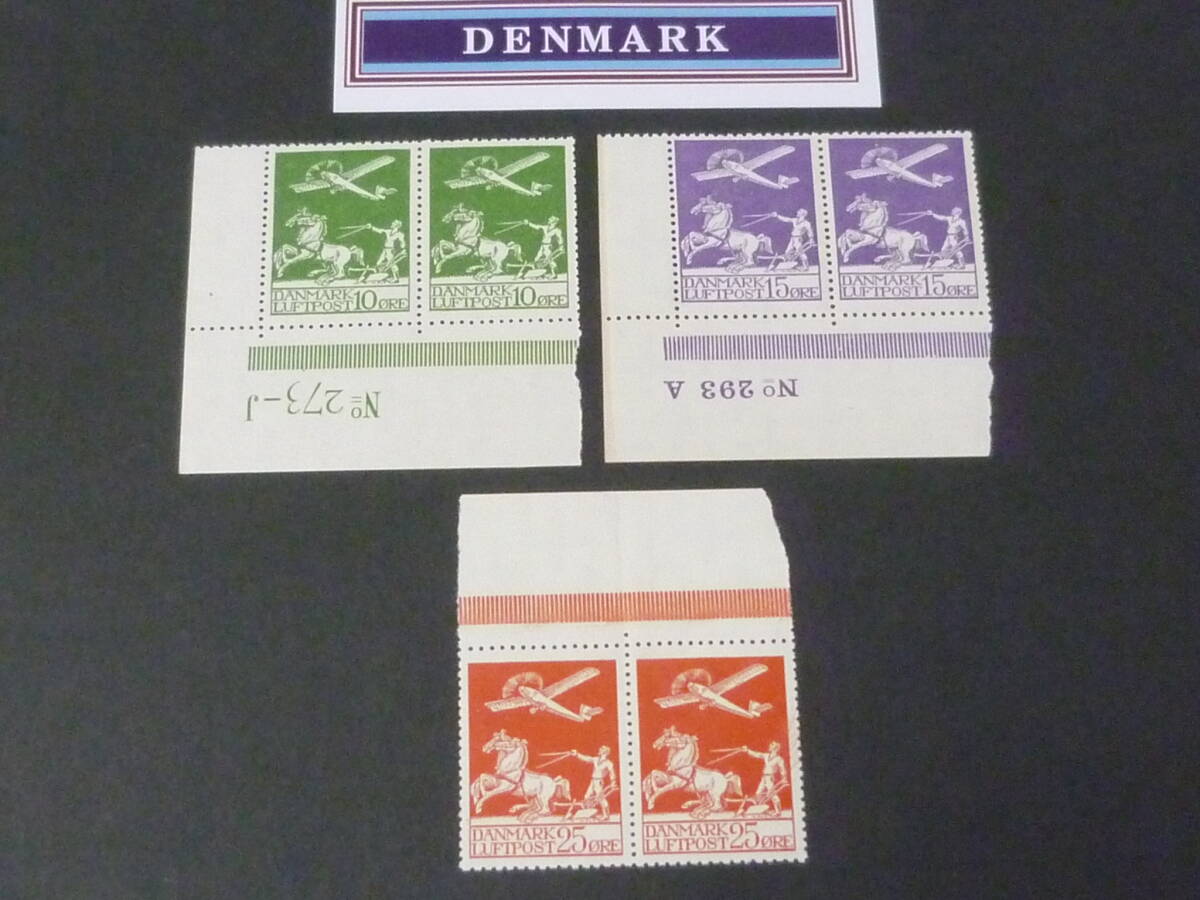 DENMARK
DANMARK
LUFTPOST 10 ØRE
DANMARK
LUFTPOST 10 ØRE
No 273-J
DANMARK
LUFTPOST 15 ØRE
DANMARK
LUFTPOST 15 ØRE
No 293 A
DANMARK
LUFTPOST 25 ØRE
DANMARK
LUFTPOST 25 ØRE